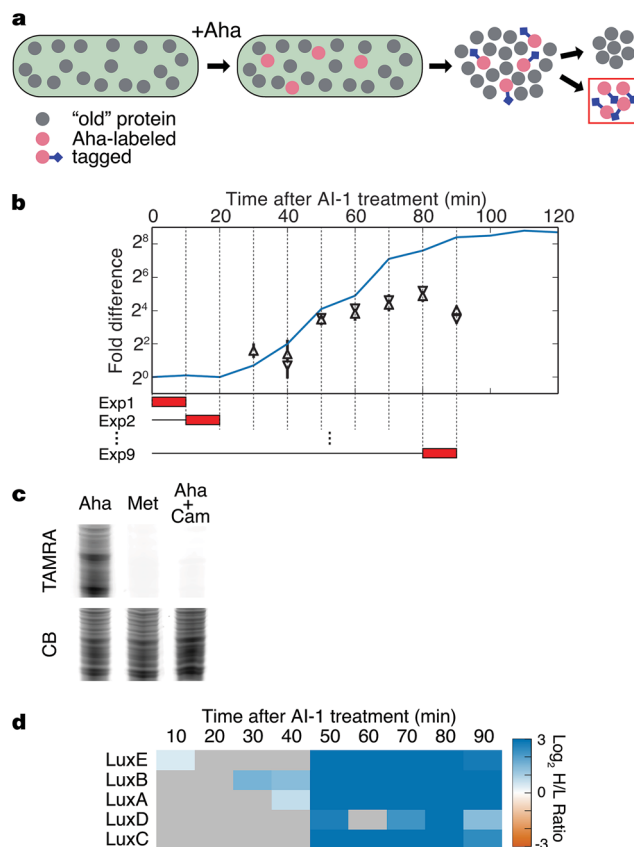 a
+Aha
"old" protein
Aha-labeled
tagged
b
Time after AI-1 treatment (min)
0 20 40 60 80 100 120
Fold difference
2^8
2^6
2^4
2^2
2^0
Exp1
Exp2
⋮ ⋮
Exp9
c
Aha Met Aha + Cam
TAMRA
CB
d
Time after AI-1 treatment (min)
10 20 30 40 50 60 70 80 90
LuxE
LuxB
LuxA
LuxD
LuxC
3
0
-3
Log2 H/L Ratio